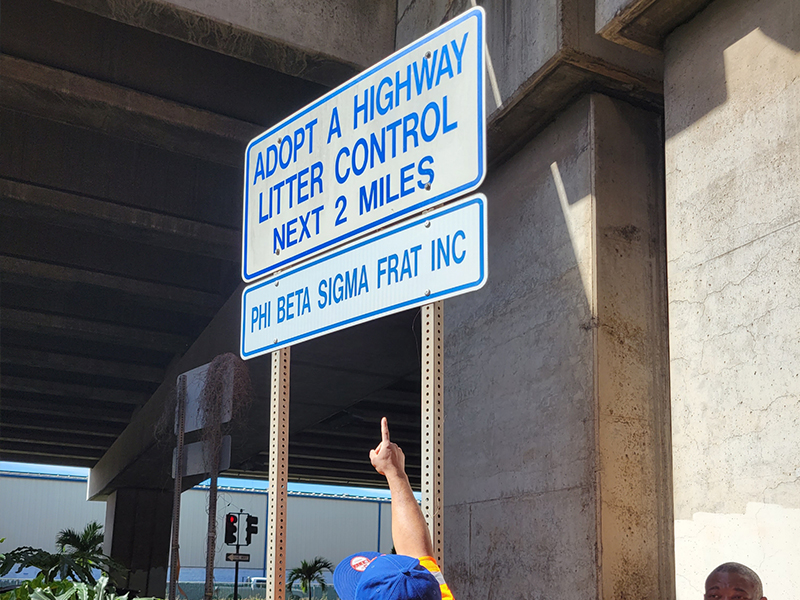 ADOPT A HIGHWAY
LITTER CONTROL
NEXT 2 MILES
PHI BETA SIGMA FRAT INC